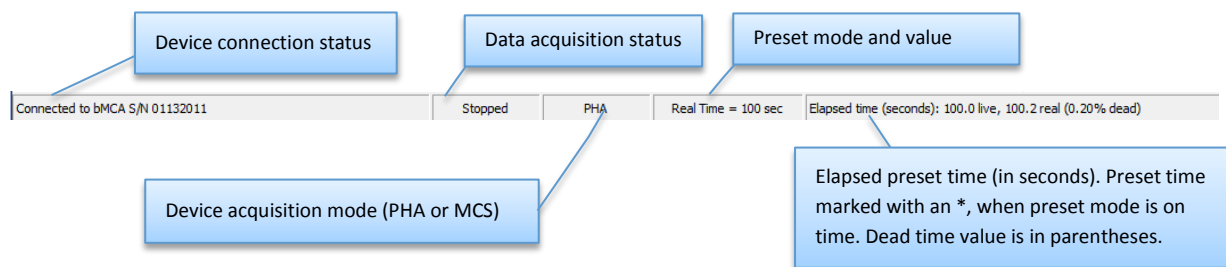 Device connection status
Data acquisition status
Preset mode and value
Connected to bMCA S/N 01132011
Stopped
PHA
Real Time = 100 sec
Elapsed time (seconds): 100.0 live, 100.2 real (0.20% dead)
Device acquisition mode (PHA or MCS)
Elapsed preset time (in seconds). Preset time
marked with an *, when preset mode is on
time. Dead time value is in parentheses.